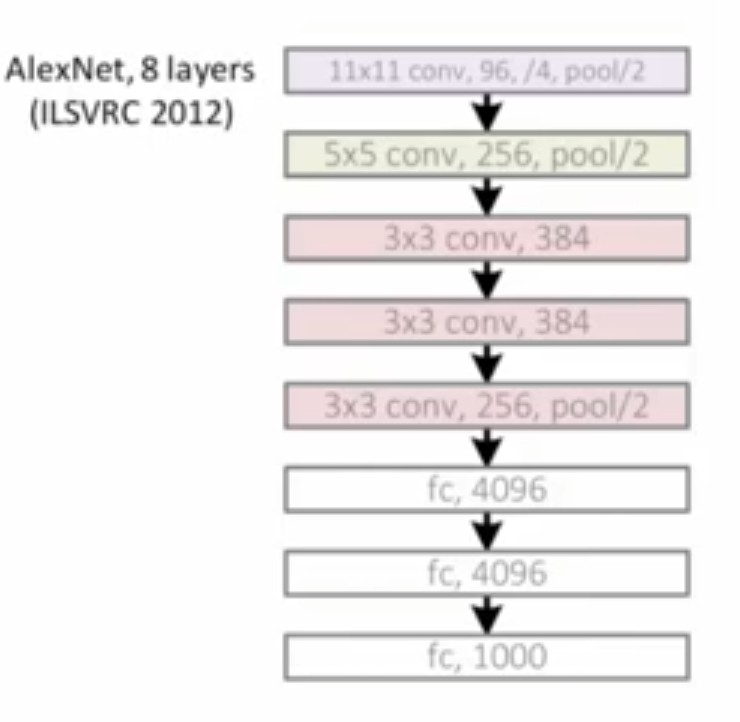 AlexNet, 8 layers
(ILSVRC 2012)
11x11 conv, 96, /4, pool/2
5x5 conv, 256, pool/2
3x3 conv, 384
3x3 conv, 384
3x3 conv, 256, pool/2
fc, 4096
fc, 4096
fc, 1000